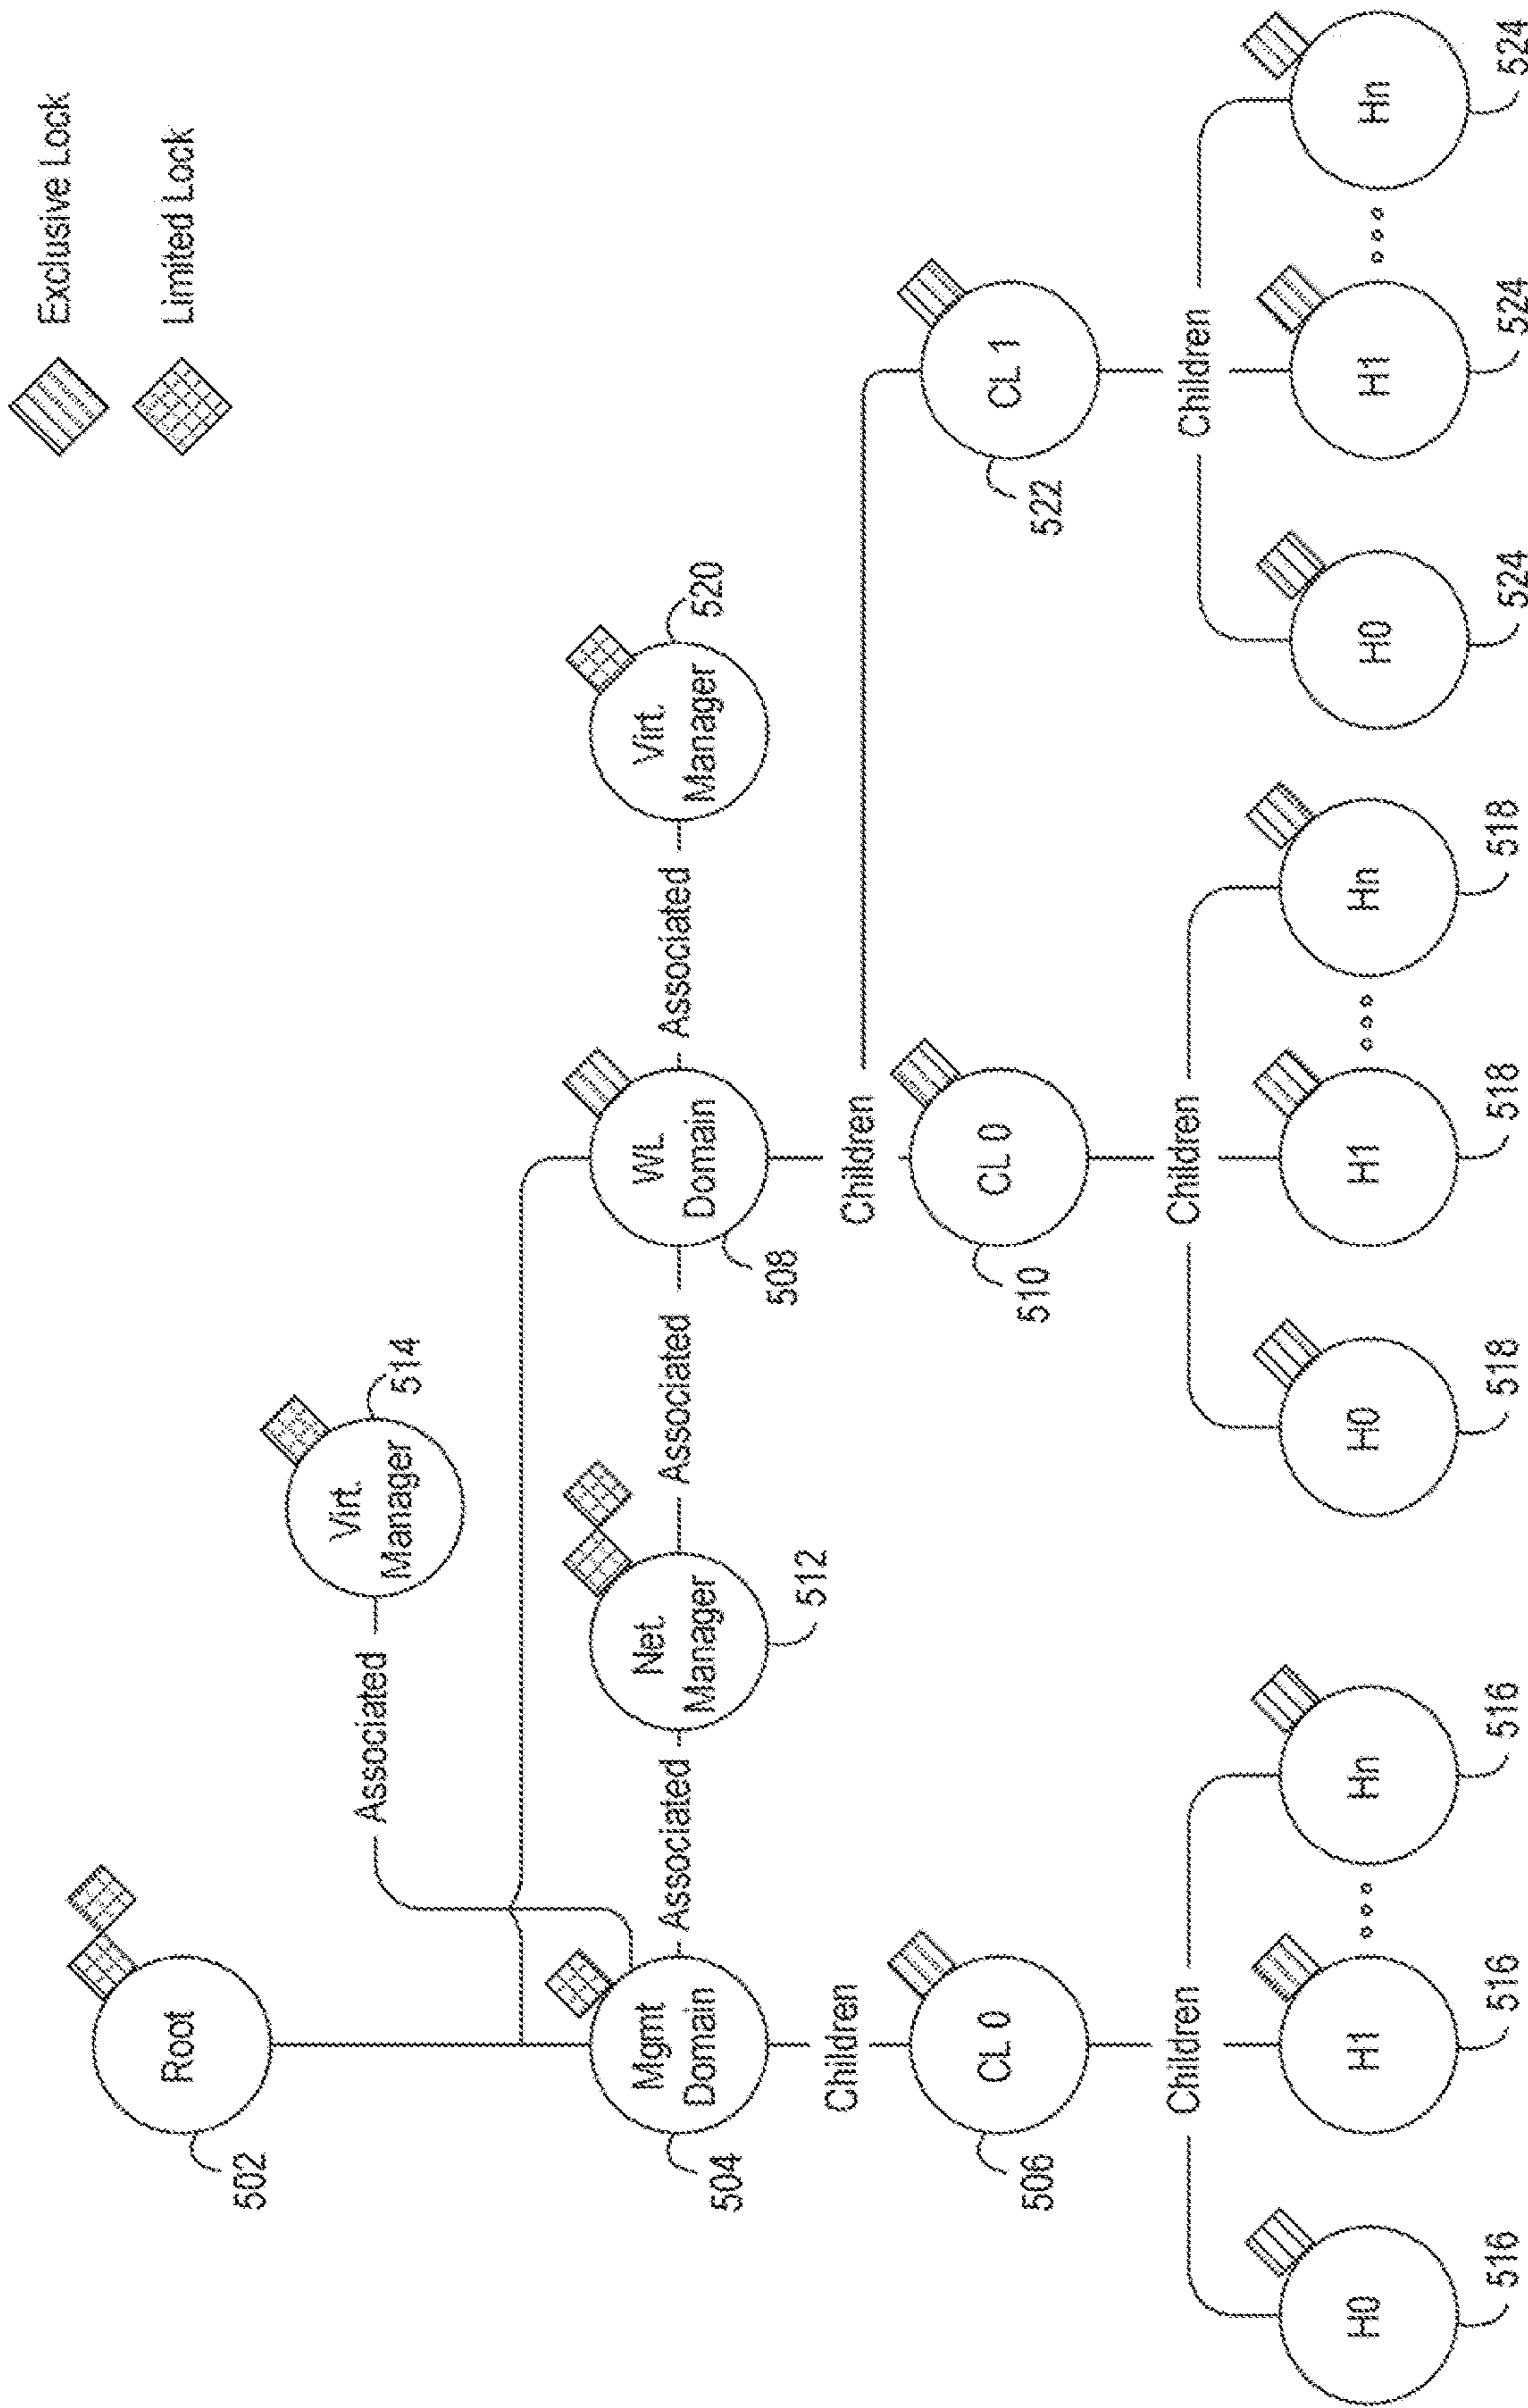 Exclusive Lock
Limited Lock
Root
502
Virt.
Manager
514
Associated
Mgmt
Domain
504
Associated
Net.
Manager
512
Associated
WL
Domain
508
Associated
Virt.
Manager
520
Children
Children
CL 0
506
CL 0
510
CL 1
522
Children
Children
Children
H0
H1
Hn
H0
H1
Hn
H0
H1
Hn
516
516
516
518
518
518
524
524
524